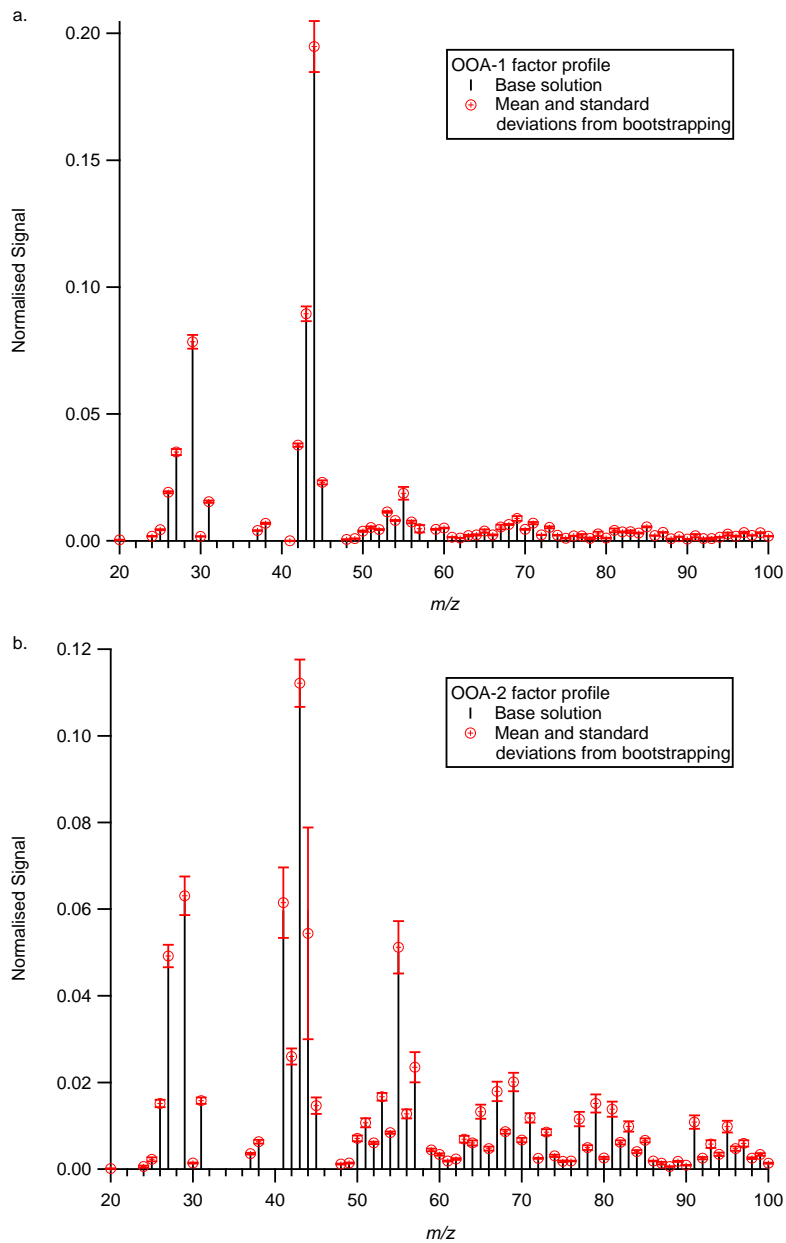 a.
0.20
0.15
0.10
0.05
0.00
Normalised Signal
OOA-1 factor profile
Base solution
Mean and standard
deviations from bootstrapping
20 30 40 50 60 70 80 90 100
m/z
b.
0.12
0.10
0.08
0.06
0.04
0.02
0.00
Normalised Signal
OOA-2 factor profile
Base solution
Mean and standard
deviations from bootstrapping
20 30 40 50 60 70 80 90 100
m/z